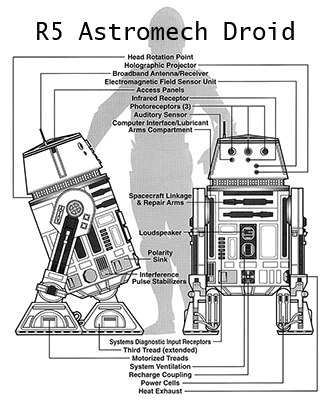 R5 Astromech Droid
Head Rotation Point
Holographic Projector
Broadband Antenna/Receiver
Electromagnetic Field Sensor Unit
Access Panels
Infrared Receptor
Photoreceptors (3)
Auditory Sensor
Computer Interface/Lubricant
Arms Compartment
Spacecraft Linkage
& Repair Arms
Loudspeaker
Polarity
Sink
Interference
Pulse Stabilizers
Systems Diagnostic Input Receptors
Third Tread (extended)
Motorized Treads
System Ventilation
Recharge Coupling
Power Cells
Heat Exhaust